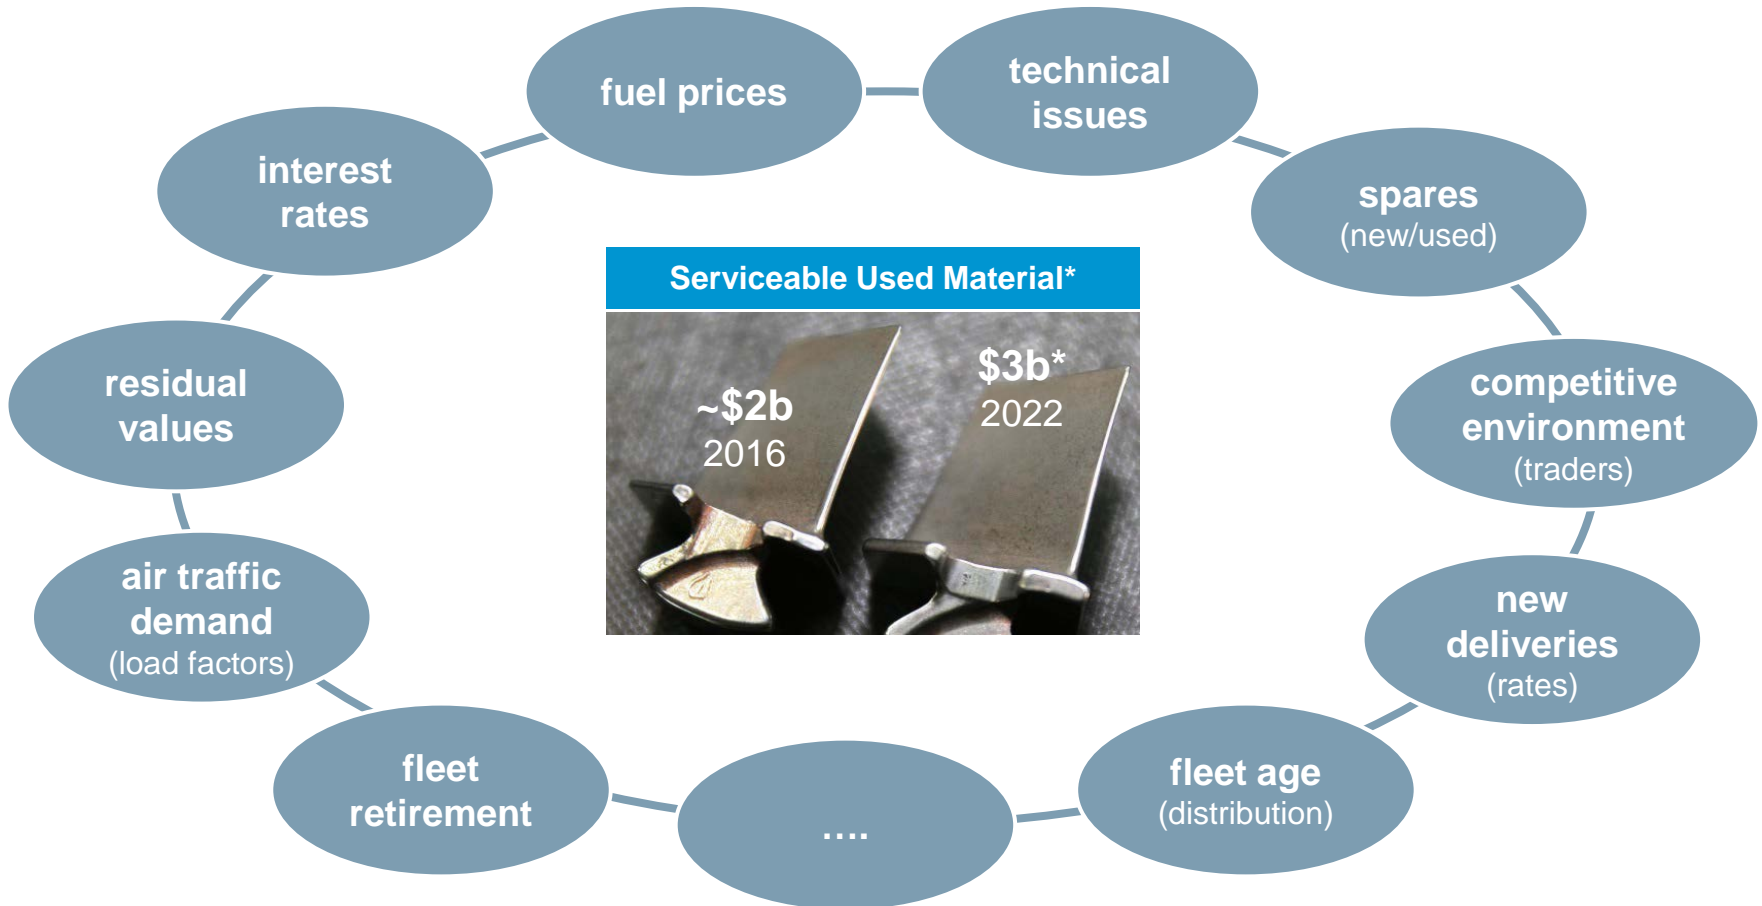 fuel prices
technical
issues
interest
rates
spares
(new/used)
Serviceable Used Material*
~$2b
2016
$3b*
2022
residual
values
competitive
environment
(traders)
air traffic
demand
(load factors)
new
deliveries
(rates)
fleet
retirement
....
fleet age
(distribution)